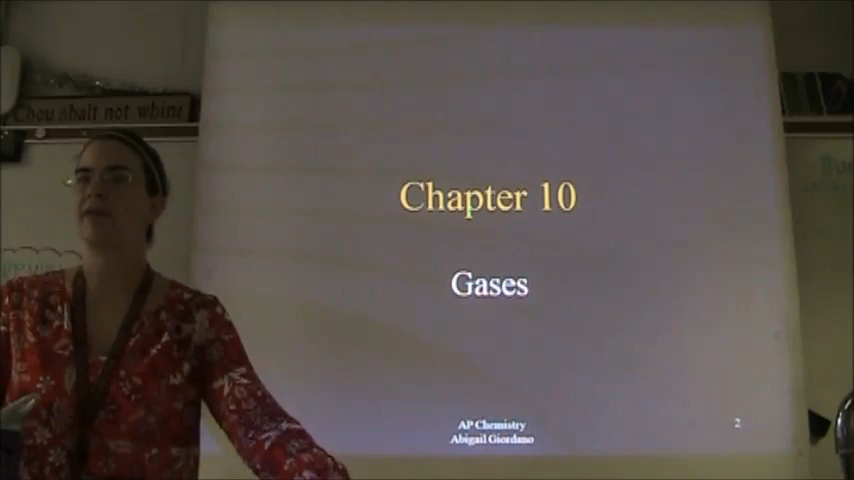 Thou shalt not whine
Chapter 10
Gases
AP Chemistry
Abigail Giordano
2